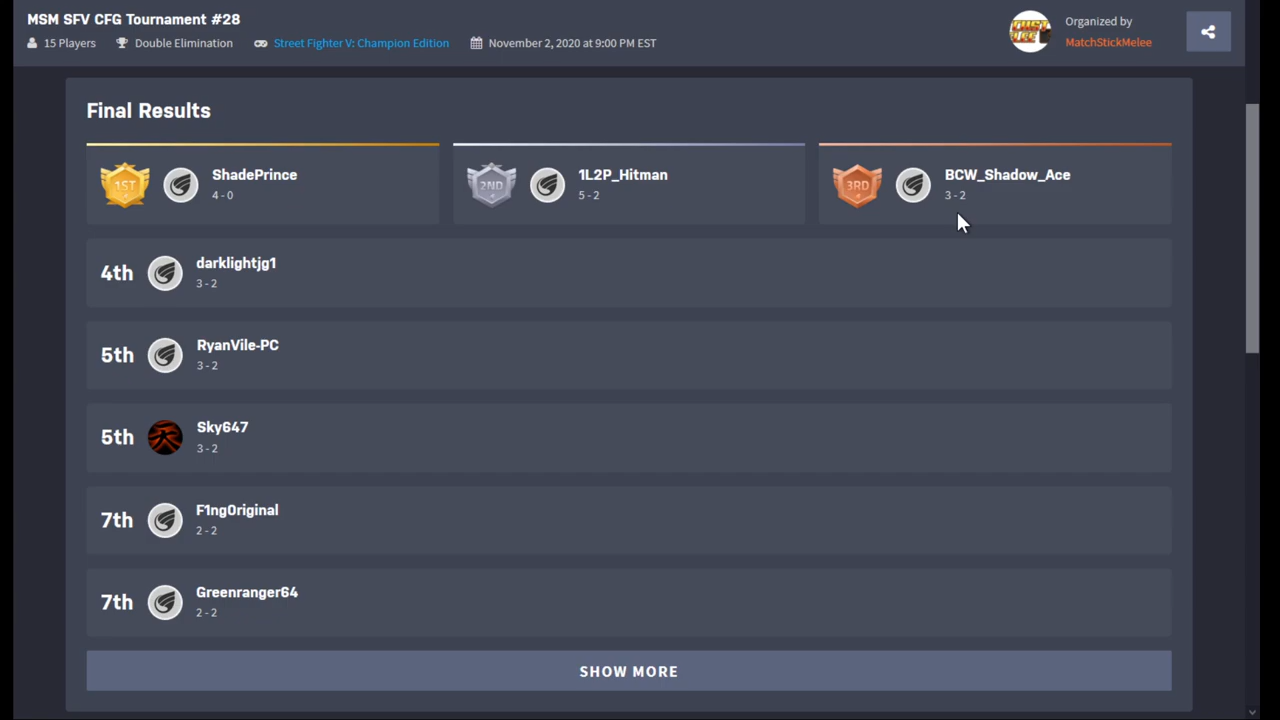 MSM SFV CFG Tournament #28
15 Players Double Elimination Street Fighter V: Champion Edition November 2, 2020 at 9:00 PM EST
Organized by
MatchStickMelee
Final Results
1ST
ShadePrince
4 - 0
2ND
1L2P_Hitman
5 - 2
3RD
BCW_Shadow_Ace
3 - 2
4th
darklightjg1
3 - 2
5th
RyanVile-PC
3 - 2
5th
Sky647
3 - 2
7th
F1ngOriginal
2 - 2
7th
Greenranger64
2 - 2
SHOW MORE